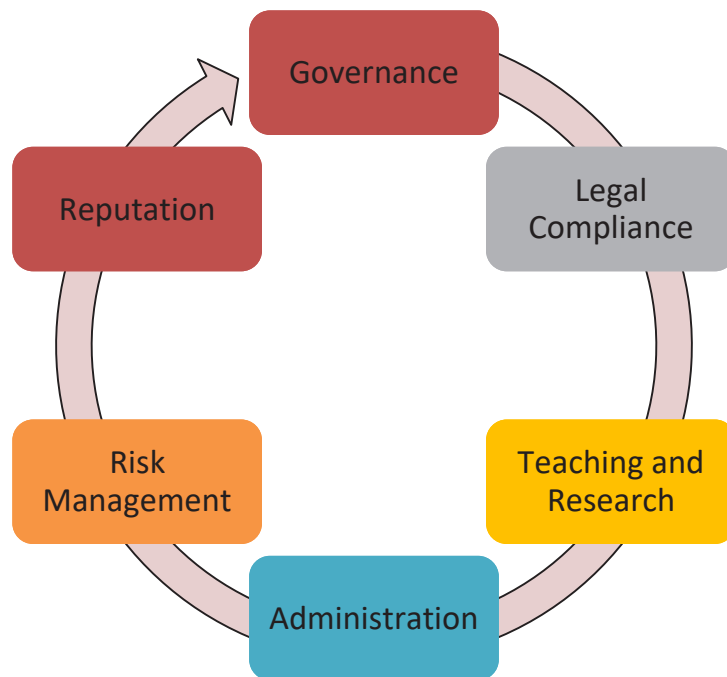 Governance
Legal
Compliance
Teaching and
Research
Administration
Risk
Management
Reputation